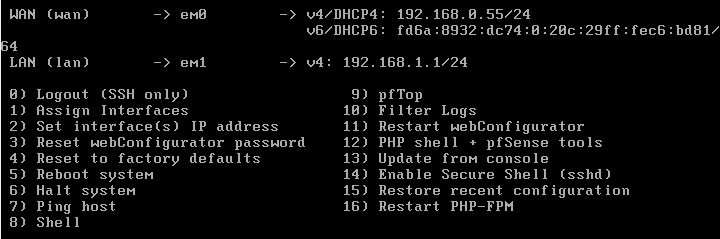 WAN (wan)       -> em0        -> v4/DHCP4: 192.168.0.55/24
                                 v6/DHCP6: fd6a:8932:dc74:0:20c:29ff:fec6:bd81/
64
LAN (lan)       -> em1        -> v4: 192.168.1.1/24
0) Logout (SSH only)                  9) pfTop
1) Assign Interfaces                 10) Filter Logs
2) Set interface(s) IP address       11) Restart webConfigurator
3) Reset webConfigurator password    12) PHP shell + pfSense tools
4) Reset to factory defaults         13) Update from console
5) Reboot system                     14) Enable Secure Shell (sshd)
6) Halt system                       15) Restore recent configuration
7) Ping host                         16) Restart PHP-FPM
8) Shell